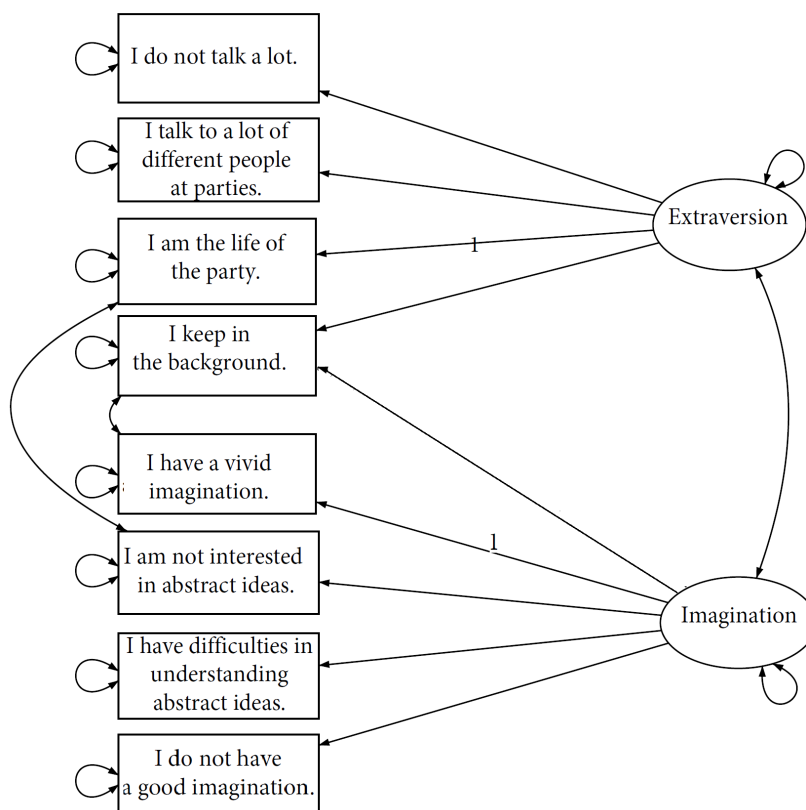 I do not talk a lot.
I talk to a lot of
different people
at parties.
Extraversion
I am the life of
the party.
1
I keep in
the background.
I have a vivid
imagination.
1
I am not interested
in abstract ideas.
Imagination
I have difficulties in
understanding
abstract ideas.
I do not have
a good imagination.